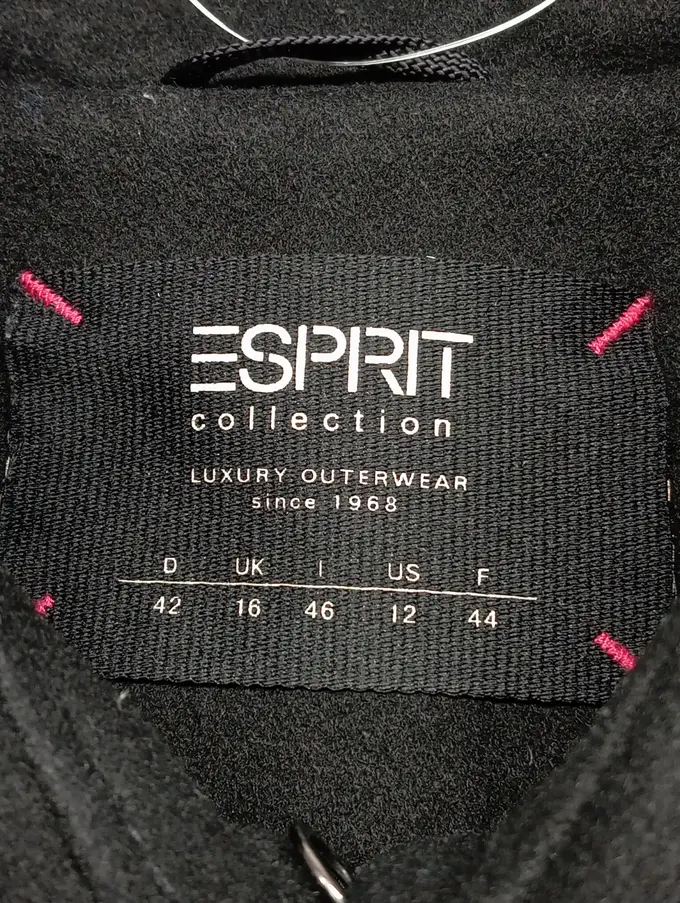 ESPRIT
collection
LUXURY OUTERWEAR
since 1968
D UK I US F
42 16 46 12 44